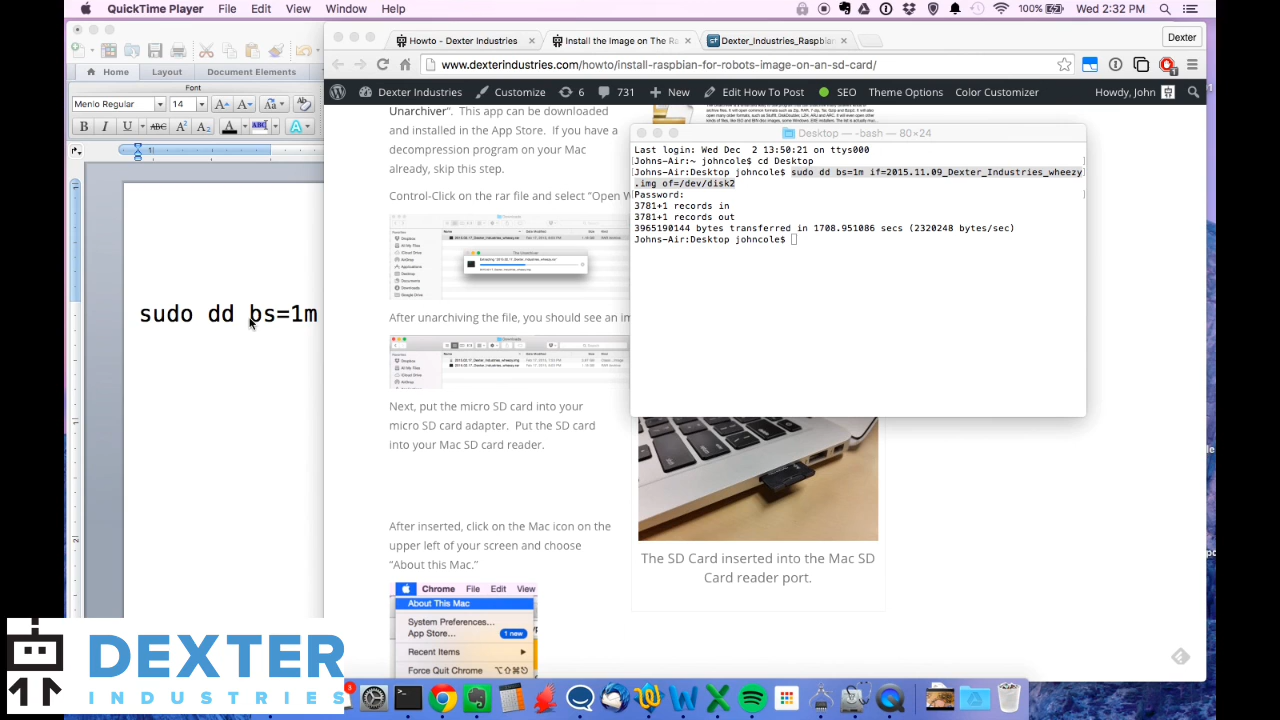 QuickTime Player File Edit View Window Help
100% Wed 2:32 PM
Howto - Dexter Industries
Install the Image on The Ra
Dexter_Industries_Raspbian
Dexter
www.dexterindustries.com/howto/install-raspbian-for-robots-image-on-an-sd-card/
Home Layout Document Elements
Dexter Industries Customize 6 731 New Edit How To Post SEO Theme Options Color Customizer Howdy, John
Font
Menlo Regular 14
Unarchiver". This app can be downloaded
and installed in the App Store. If you have a
decompression program on your Mac
already, skip this step.
Control-Click on the rar file and select "Open W
After unarchiving the file, you should see an im
Next, put the micro SD card into your
micro SD card adapter. Put the SD card
into your Mac SD card reader.
After inserted, click on the Mac icon on the
upper left of your screen and choose
"About this Mac."
Chrome File Edit View
About This Mac
System Preferences...
App Store... 1 new
Recent Items
Force Quit Chrome
Desktop — -bash — 80×24
Last login: Wed Dec 2 13:50:21 on ttys000
Johns-Air:~ johncole$ cd Desktop
Johns-Air:Desktop johncole$ sudo dd bs=1m if=2015.11.09_Dexter_Industries_wheezy
.img of=/dev/disk2
Password:
3781+1 records in
3781+1 records out
3965190144 bytes transferred in 1708.951086 secs (2320248 bytes/sec)
Johns-Air:Desktop johncole$
sudo dd bs=1m
The SD Card inserted into the Mac SD
Card reader port.
DEXTER
INDUSTRIES